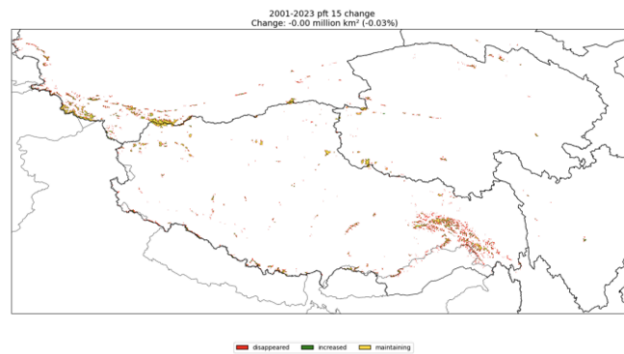 2001-2023 pft 15 change
Change: -0.00 million km² (-0.03%)
disappeared increased maintaining